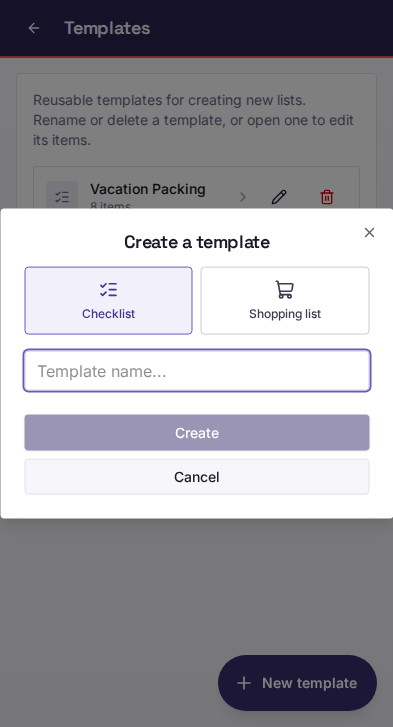 Templates
Reusable templates for creating new lists.
Rename or delete a template, or open one to edit
its items.
Vacation Packing
8 items
Create a template
Checklist
Shopping list
Template name...
Create
Cancel
New template